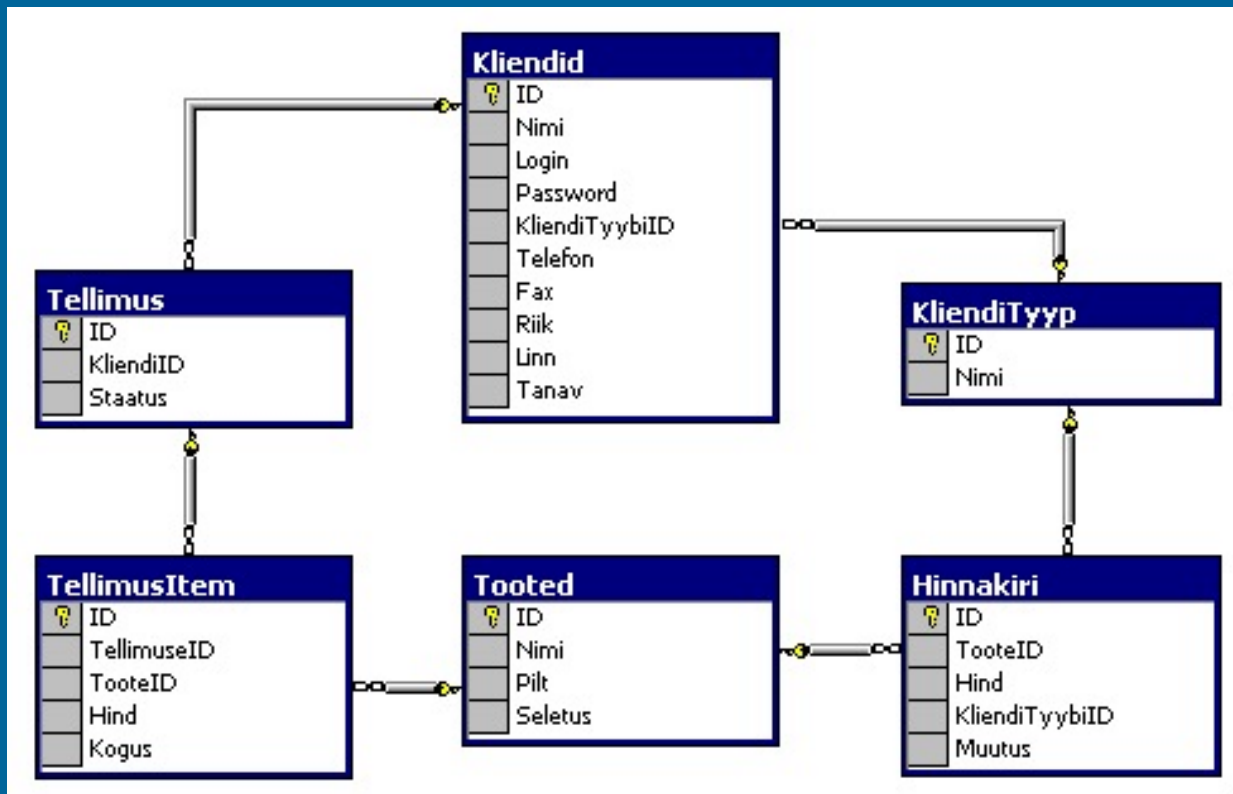 Kliendid
ID
Nimi
Login
Password
KliendiTyybiID
Telefon
Fax
Riik
Linn
Tanav
Tellimus
ID
KliendiID
Staatus
KliendiTyyp
ID
Nimi
TellimusItem
ID
TellimuseID
TooteID
Hind
Kogus
Tooted
ID
Nimi
Pilt
Seletus
Hinnakiri
ID
TooteID
Hind
KliendiTyybiID
Muutus